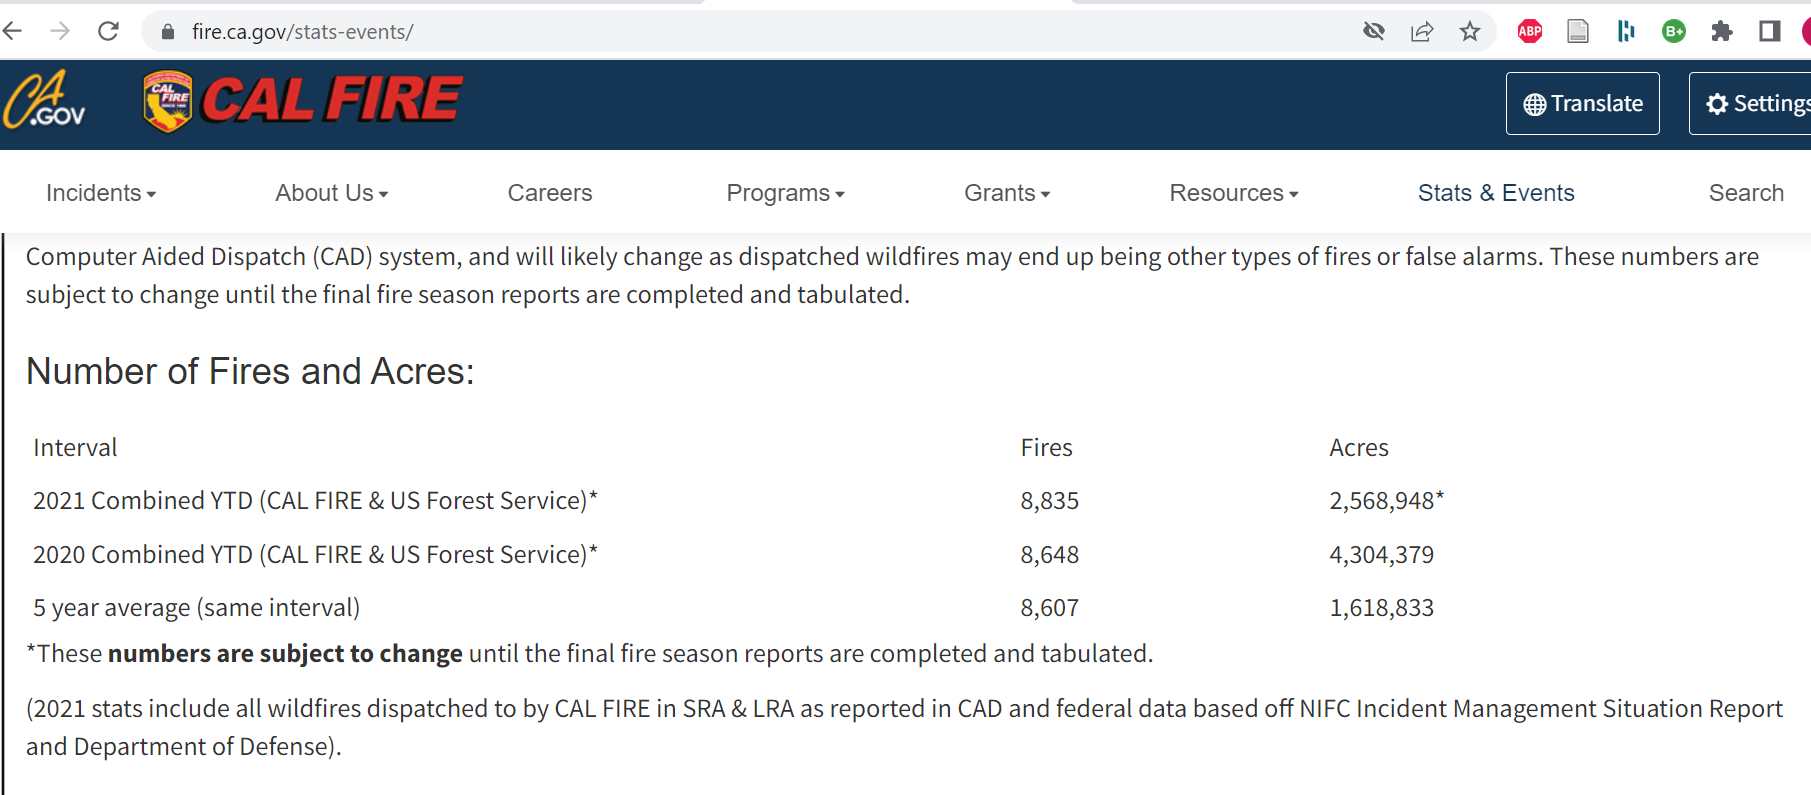 fire.ca.gov/stats-events/
ABP
B+
CA.GOV
CAL FIRE
SINCE 1885
CAL FIRE
Translate
Settings
Incidents
About Us
Careers
Programs
Grants
Resources
Stats & Events
Search
Computer Aided Dispatch (CAD) system, and will likely change as dispatched wildfires may end up being other types of fires or false alarms. These numbers are
subject to change until the final fire season reports are completed and tabulated.
Number of Fires and Acres:
Interval Fires Acres
2021 Combined YTD (CAL FIRE & US Forest Service)* 8,835 2,568,948*
2020 Combined YTD (CAL FIRE & US Forest Service)* 8,648 4,304,379
5 year average (same interval) 8,607 1,618,833
*These numbers are subject to change until the final fire season reports are completed and tabulated.
(2021 stats include all wildfires dispatched to by CAL FIRE in SRA & LRA as reported in CAD and federal data based off NIFC Incident Management Situation Report
and Department of Defense).